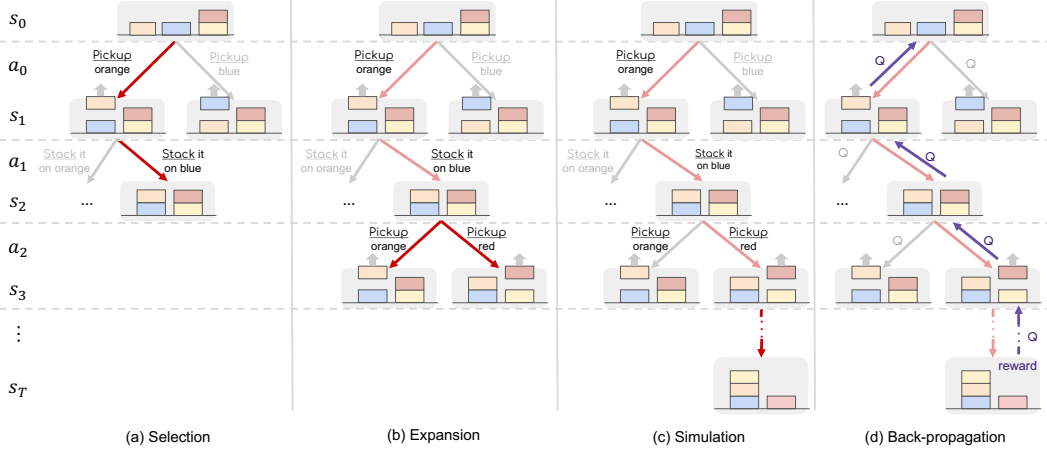 s₀
a₀
s₁
a₁
s₂
a₂
s₃
⋮
s_T
Pickup
orange
Pickup
blue
Stack it
on orange
Stack it
on blue
...
(a) Selection
Pickup
orange
Pickup
blue
Stack it
on orange
Stack it
on blue
...
Pickup
orange
Pickup
red
(b) Expansion
Pickup
orange
Pickup
blue
Stack it
on orange
Stack it
on blue
...
Pickup
orange
Pickup
red
(c) Simulation
Q
Q
Q
Q
...
Q
Q
Q
reward
(d) Back-propagation